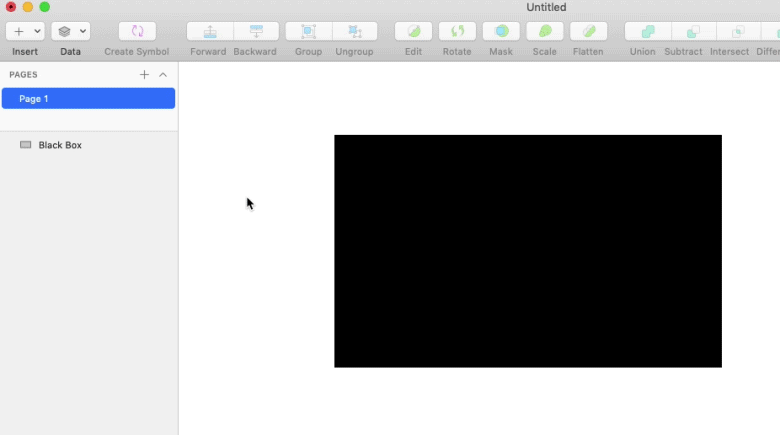 Untitled
Insert Data Create Symbol Forward Backward Group Ungroup Edit Rotate Mask Scale Flatten Union Subtract Intersect
PAGES
Page 1
Black Box